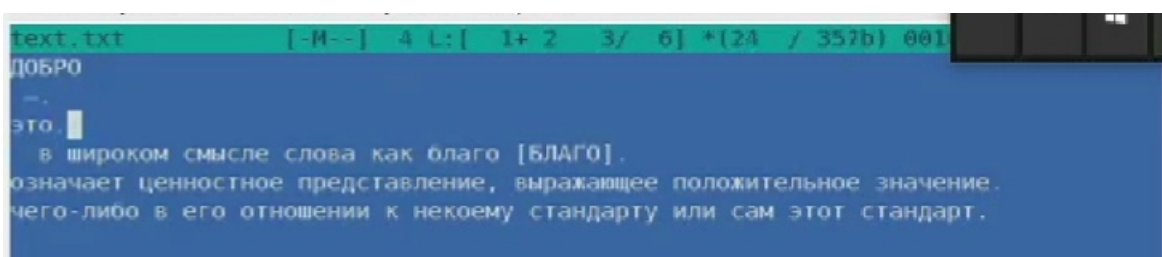 text.txt [-M--] 4 L:[ 1+ 2 3/ 6] *(24 / 357b) 001
ДОБРО
–.
это.
в широком смысле слова как благо [БЛАГО].
означает ценностное представление, выражающее положительное значение.
чего-либо в его отношении к некоему стандарту или сам этот стандарт.